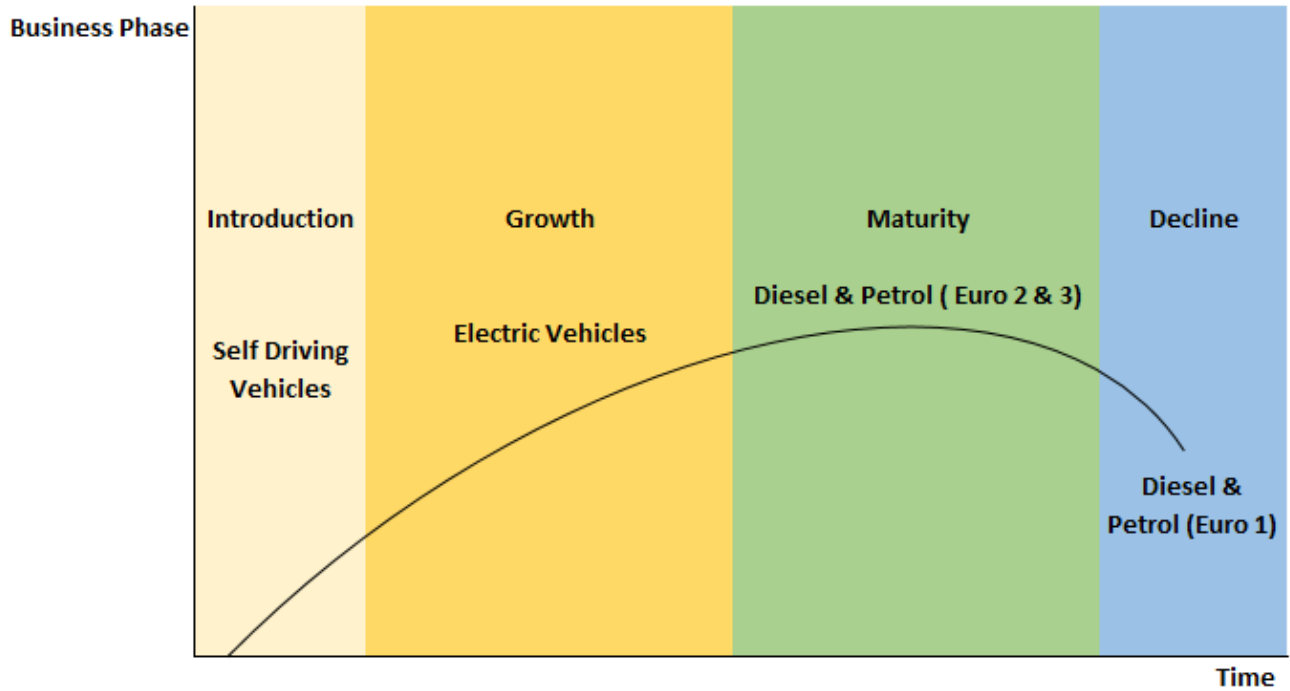 Business Phase
Introduction
Growth
Maturity
Decline
Diesel & Petrol ( Euro 2 & 3)
Electric Vehicles
Self Driving
Vehicles
Diesel &
Petrol (Euro 1)
Time